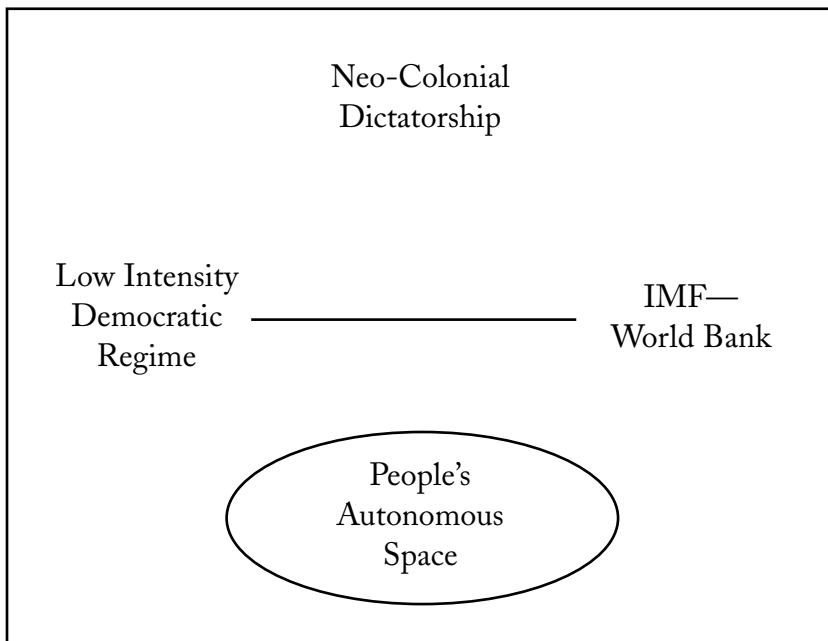 Neo-Colonial
Dictatorship
Low Intensity
Democratic
Regime
IMF—
World Bank
People’s
Autonomous
Space